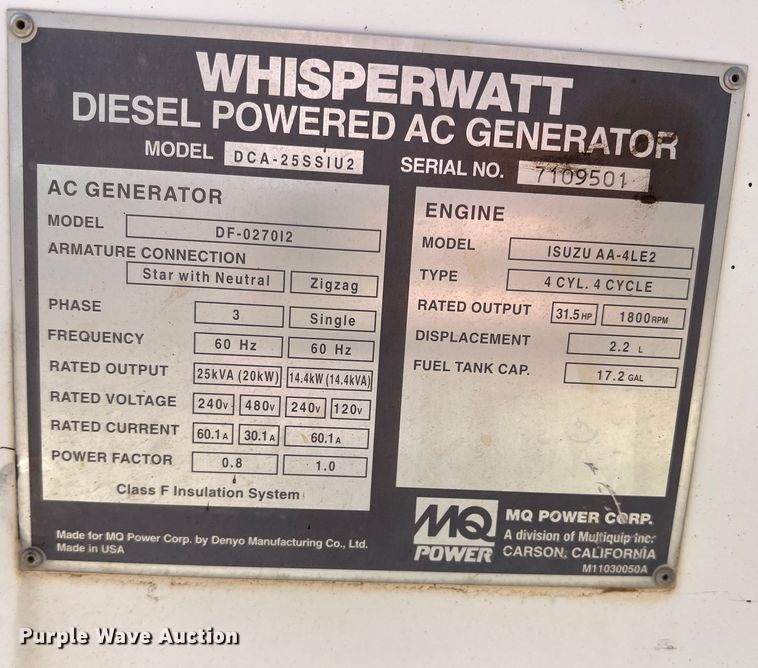 WHISPERWATT
DIESEL POWERED AC GENERATOR
MODEL DCA-25SSIU2
SERIAL NO. 7109501
AC GENERATOR
MODEL DF-0270I2
ARMATURE CONNECTION
Star with Neutral Zigzag
PHASE 3 Single
FREQUENCY 60 Hz 60 Hz
RATED OUTPUT 25kVA (20kW) 14.4kW (14.4kVA)
RATED VOLTAGE 240V 480V 240V 120V
RATED CURRENT 60.1A 30.1A 60.1A
POWER FACTOR 0.8 1.0
Class F Insulation System
ENGINE
MODEL ISUZU AA-4LE2
TYPE 4 CYL. 4 CYCLE
RATED OUTPUT 31.5HP 1800RPM
DISPLACEMENT 2.2 L
FUEL TANK CAP. 17.2 GAL
Made for MQ Power Corp. by Denyo Manufacturing Co., Ltd.
Made in USA
MQ
POWER
MQ POWER CORP.
A division of Multiquip Inc.
CARSON, CALIFORNIA
M11030050A
Purple Wave Auction